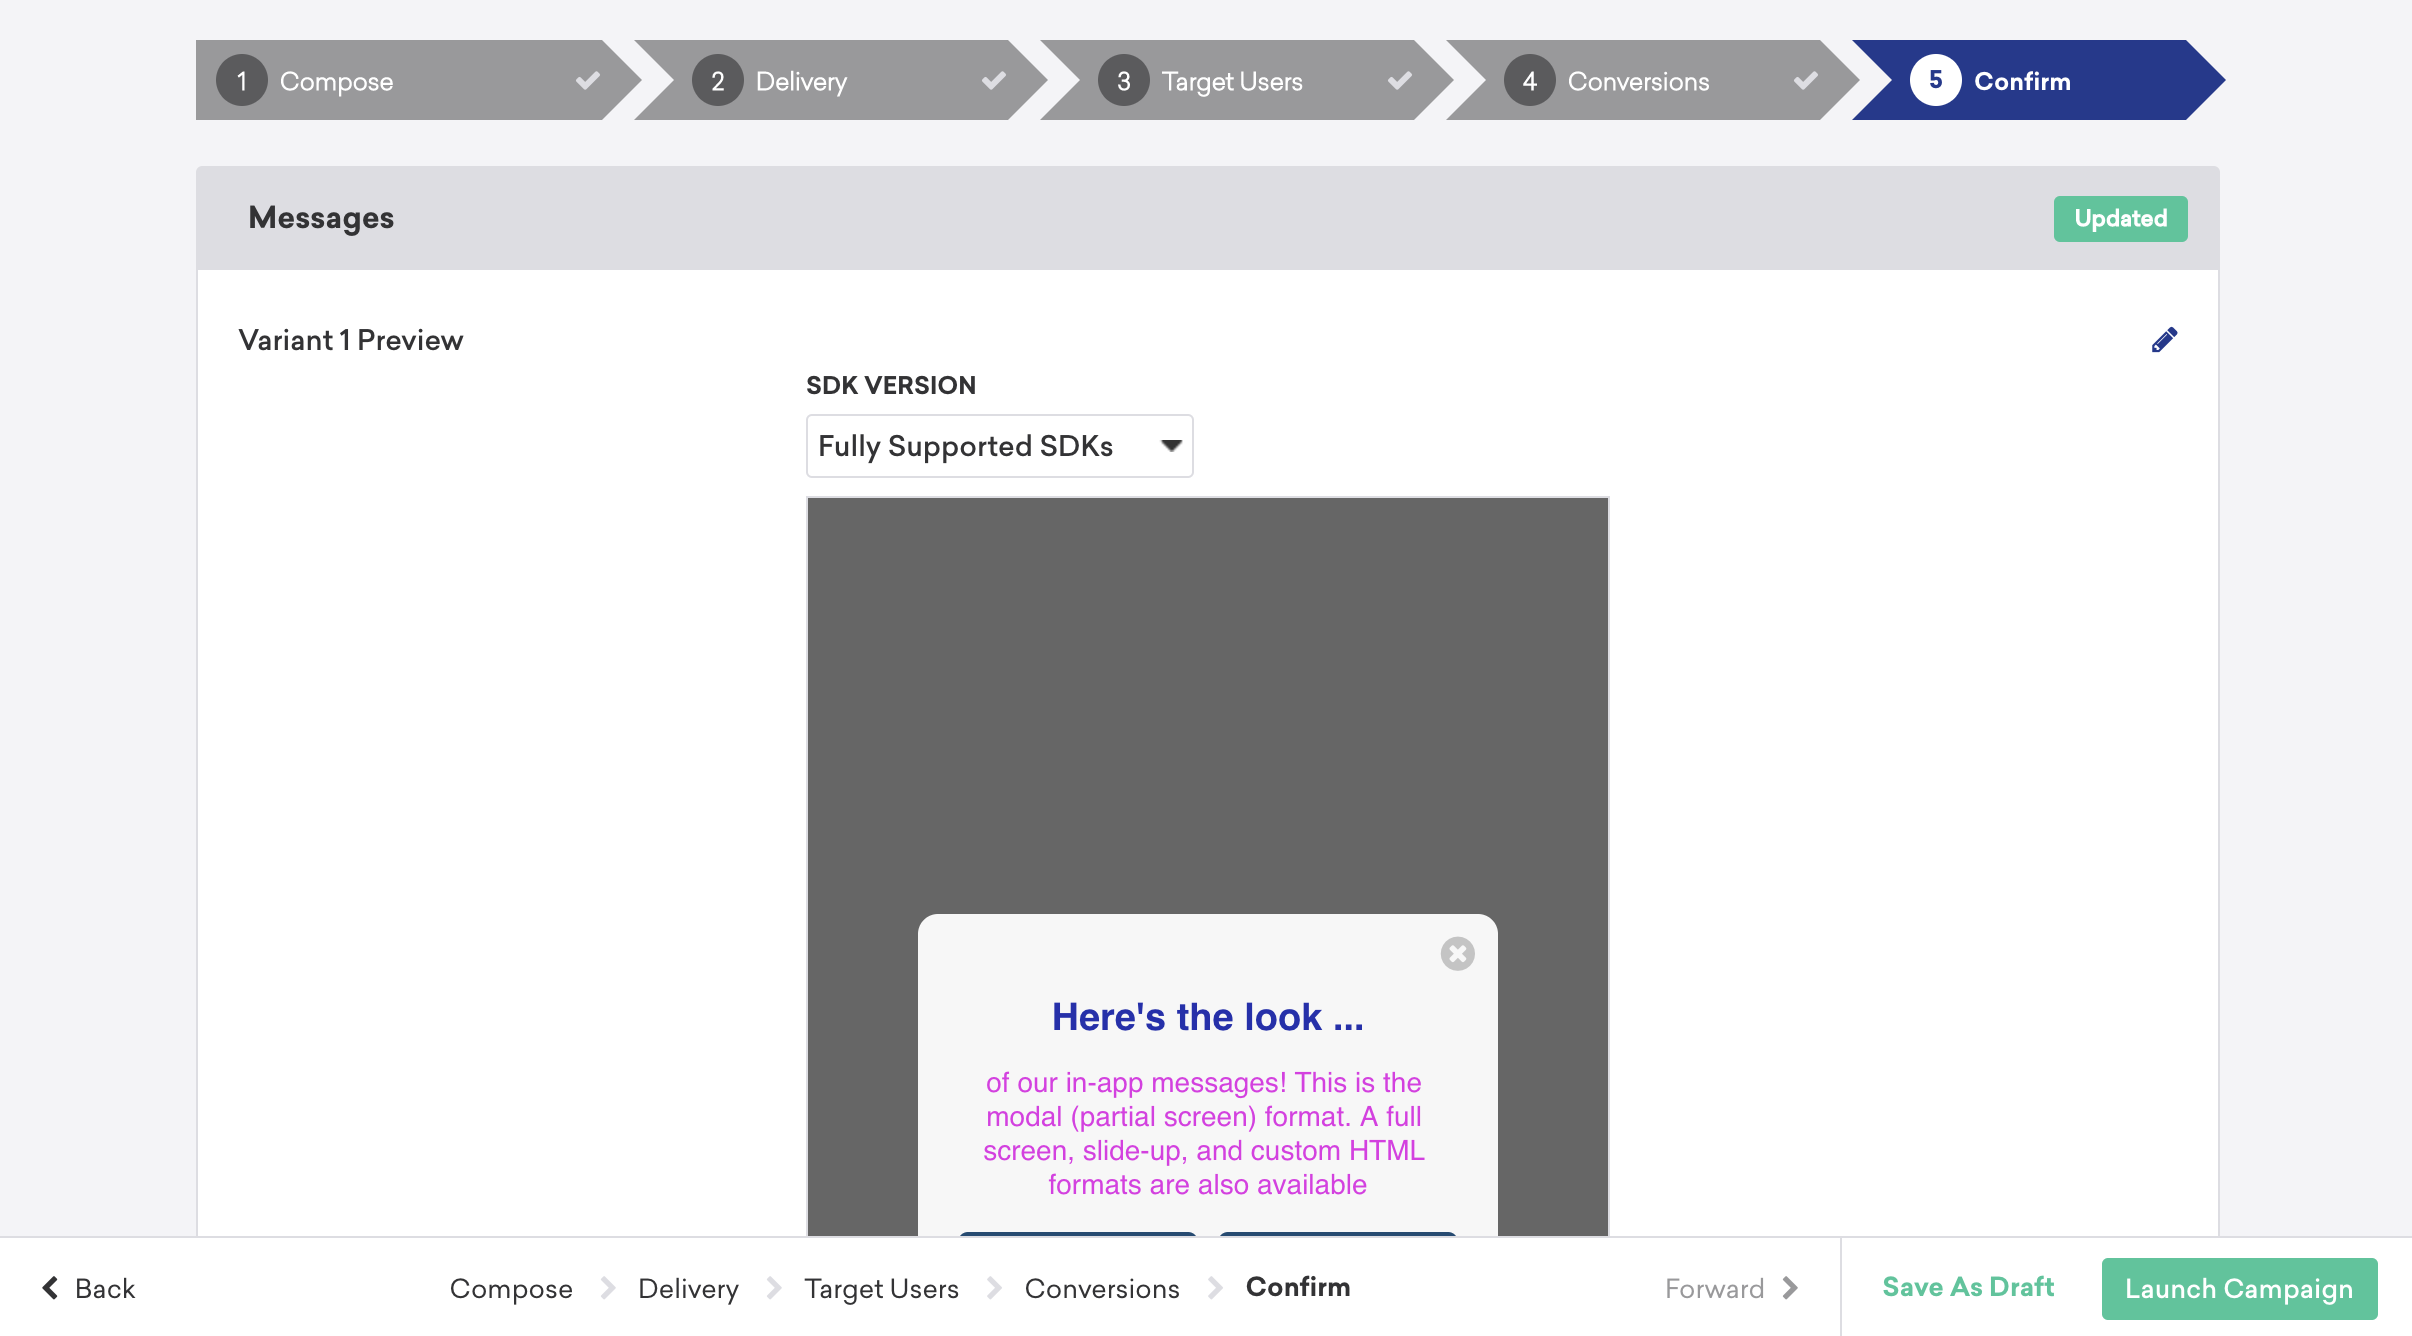 1 Compose
2 Delivery
3 Target Users
4 Conversions
5 Confirm
Messages
Updated
Variant 1 Preview
SDK VERSION
Fully Supported SDKs
Here's the look ...
of our in-app messages! This is the
modal (partial screen) format. A full
screen, slide-up, and custom HTML
formats are also available
Back
Compose
Delivery
Target Users
Conversions
Confirm
Forward
Save As Draft
Launch Campaign